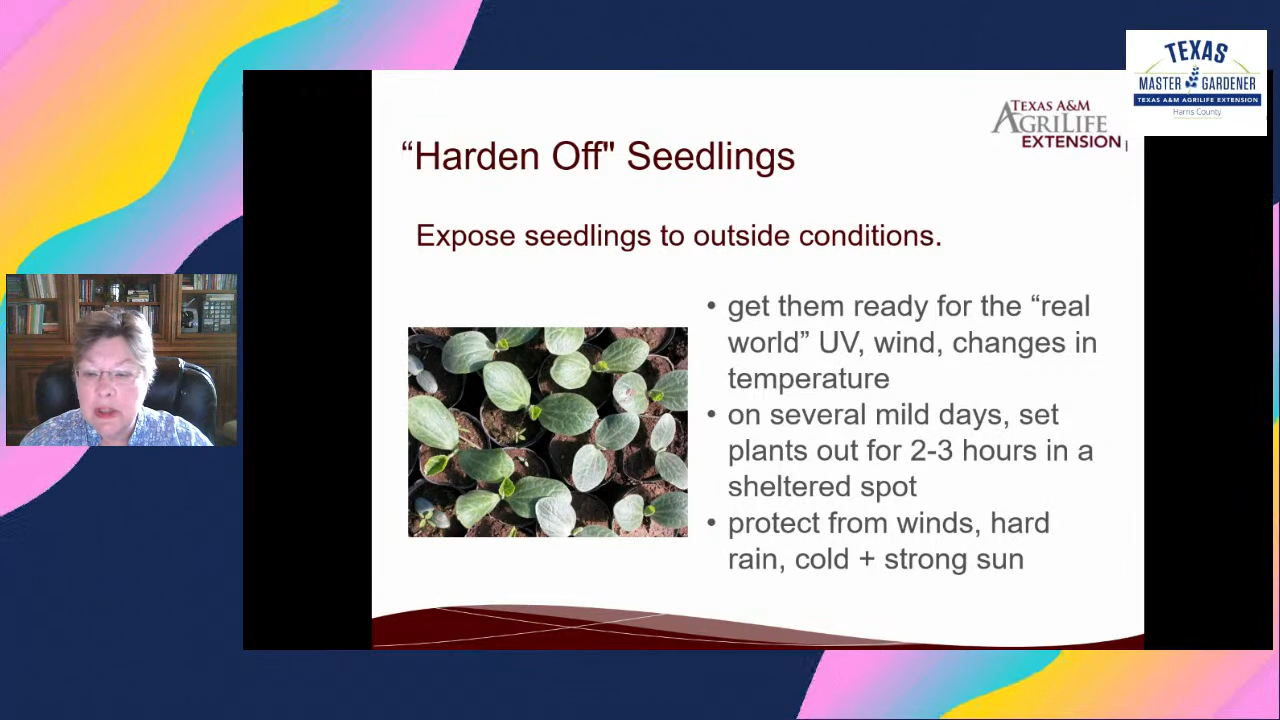 TEXAS
MASTER GARDENER
TEXAS A&M AGRILIFE EXTENSION
Harris County
TEXAS A&M
AGRILIFE
EXTENSION
“Harden Off" Seedlings
Expose seedlings to outside conditions.
• get them ready for the “real
world” UV, wind, changes in
temperature
• on several mild days, set
plants out for 2-3 hours in a
sheltered spot
• protect from winds, hard
rain, cold + strong sun